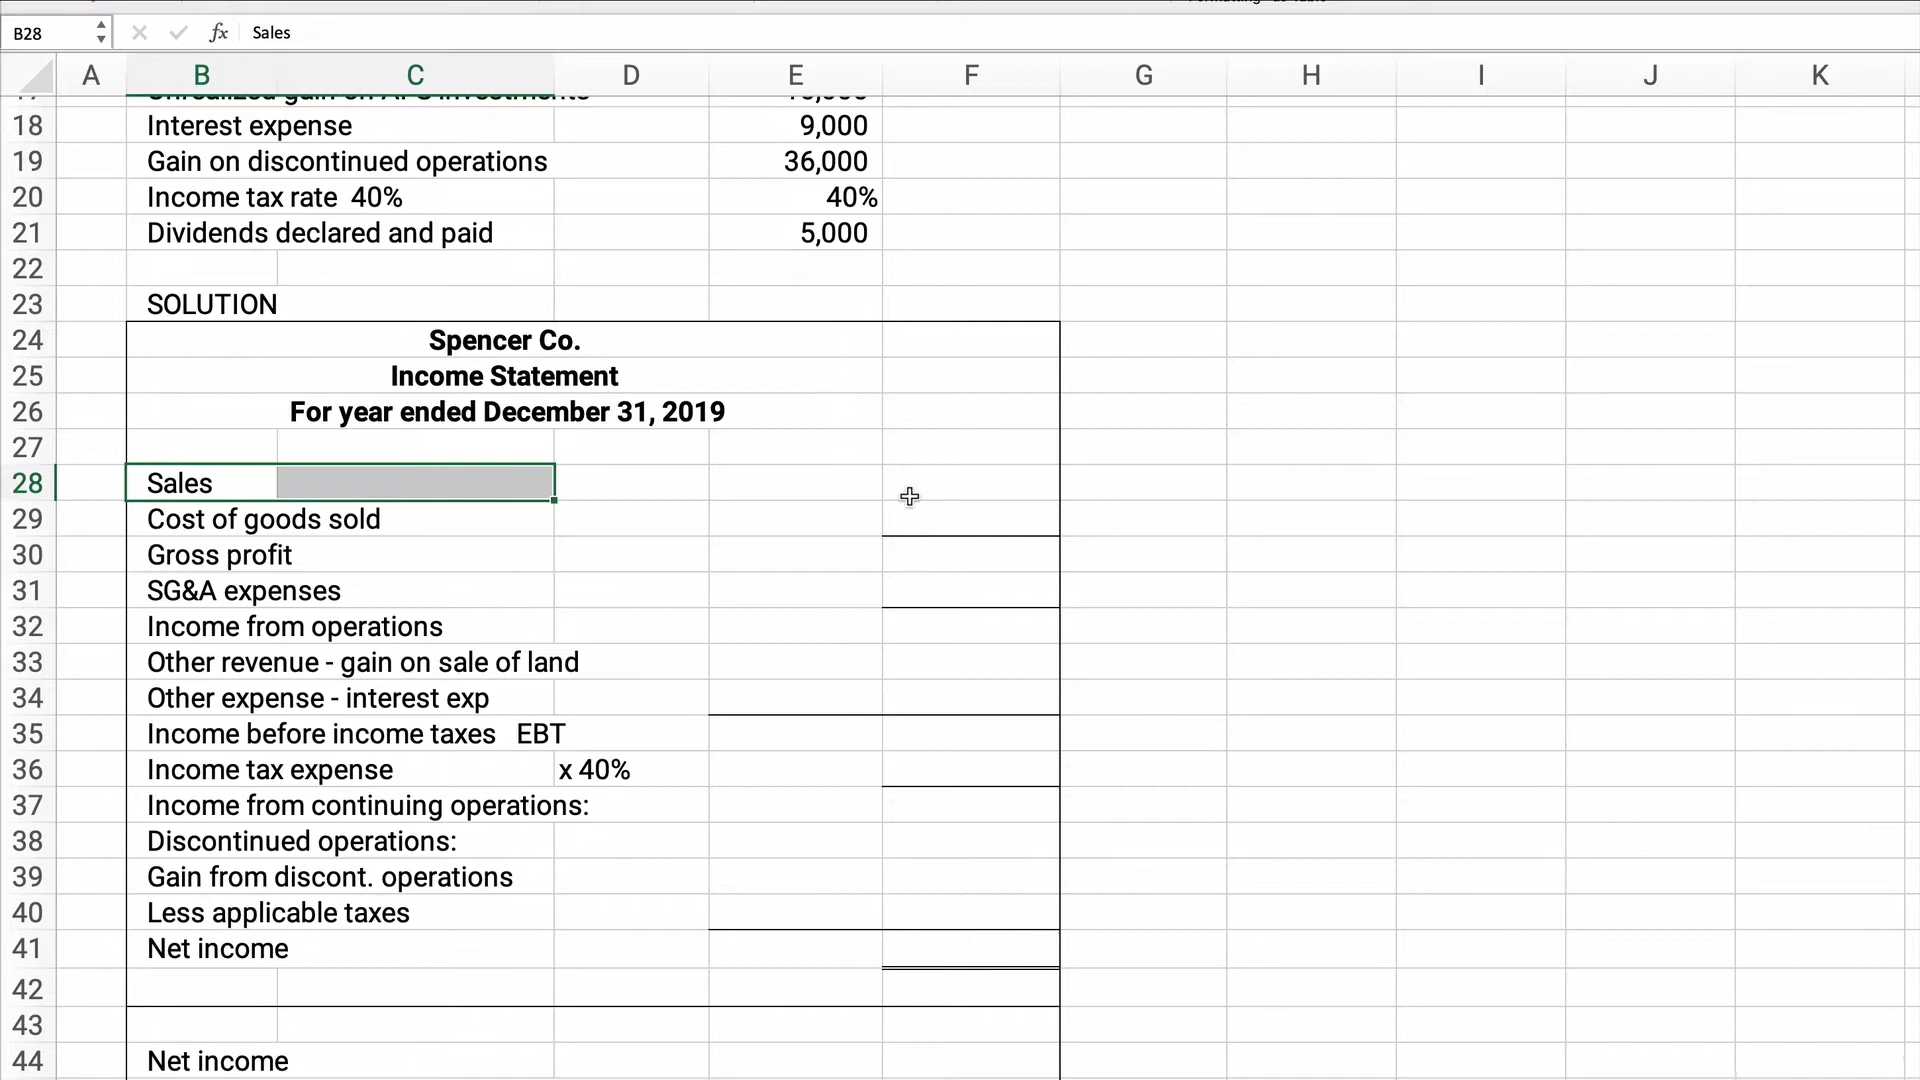 B28 fx Sales
A B C D E F G H I J K
18 Interest expense 9,000
19 Gain on discontinued operations 36,000
20 Income tax rate 40% 40%
21 Dividends declared and paid 5,000
22
23 SOLUTION
24 Spencer Co.
25 Income Statement
26 For year ended December 31, 2019
27
28 Sales
29 Cost of goods sold
30 Gross profit
31 SG&A expenses
32 Income from operations
33 Other revenue - gain on sale of land
34 Other expense - interest exp
35 Income before income taxes EBT
36 Income tax expense x 40%
37 Income from continuing operations:
38 Discontinued operations:
39 Gain from discont. operations
40 Less applicable taxes
41 Net income
42
43
44 Net income